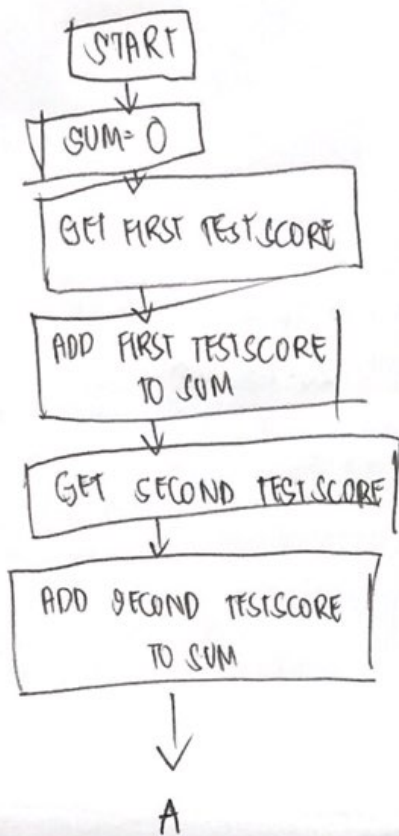 START
SUM= 0
GET FIRST TESTSCORE
ADD FIRST TESTSCORE
TO SUM
GET SECOND TESTSCORE
ADD SECOND TESTSCORE
TO SUM
A